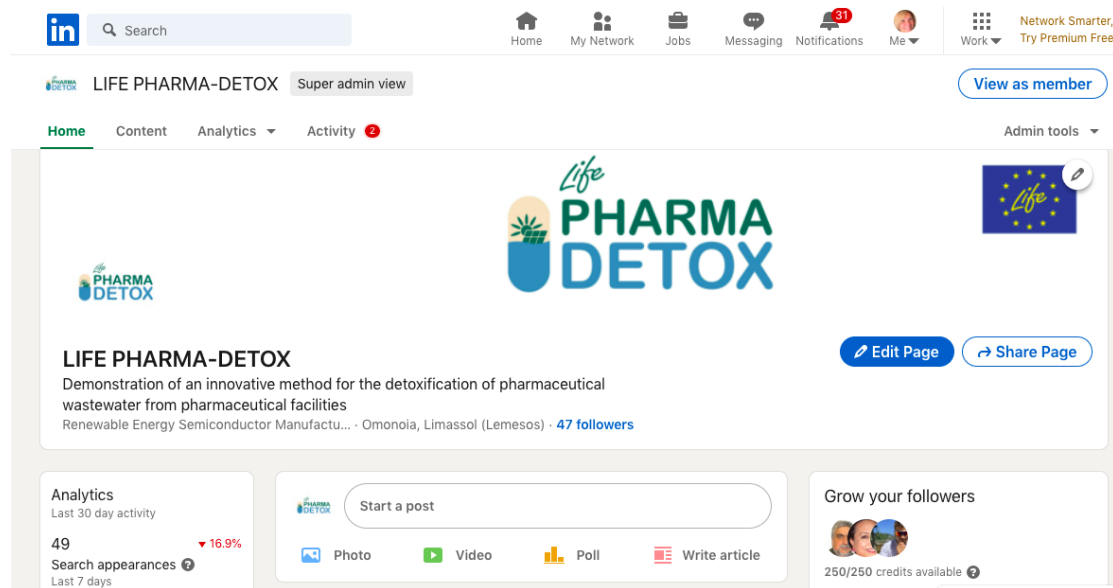 in
Search
Home
My Network
Jobs
Messaging
31
Notifications
Me
Work
Network Smarter,
Try Premium Free
PHARMA
DETOX
LIFE PHARMA-DETOX
Super admin view
View as member
Home
Content
Analytics
Activity 2
Admin tools
Life
PHARMA
DETOX
Life
Life
PHARMA
DETOX
LIFE PHARMA-DETOX
Edit Page
Share Page
Demonstration of an innovative method for the detoxification of pharmaceutical
wastewater from pharmaceutical facilities
Renewable Energy Semiconductor Manufactu... · Omonoia, Limassol (Lemesos) · 47 followers
Analytics
Last 30 day activity
49
16.9%
Search appearances ?
Last 7 days
PHARMA
DETOX
Start a post
Photo
Video
Poll
Write article
Grow your followers
250/250 credits available ?